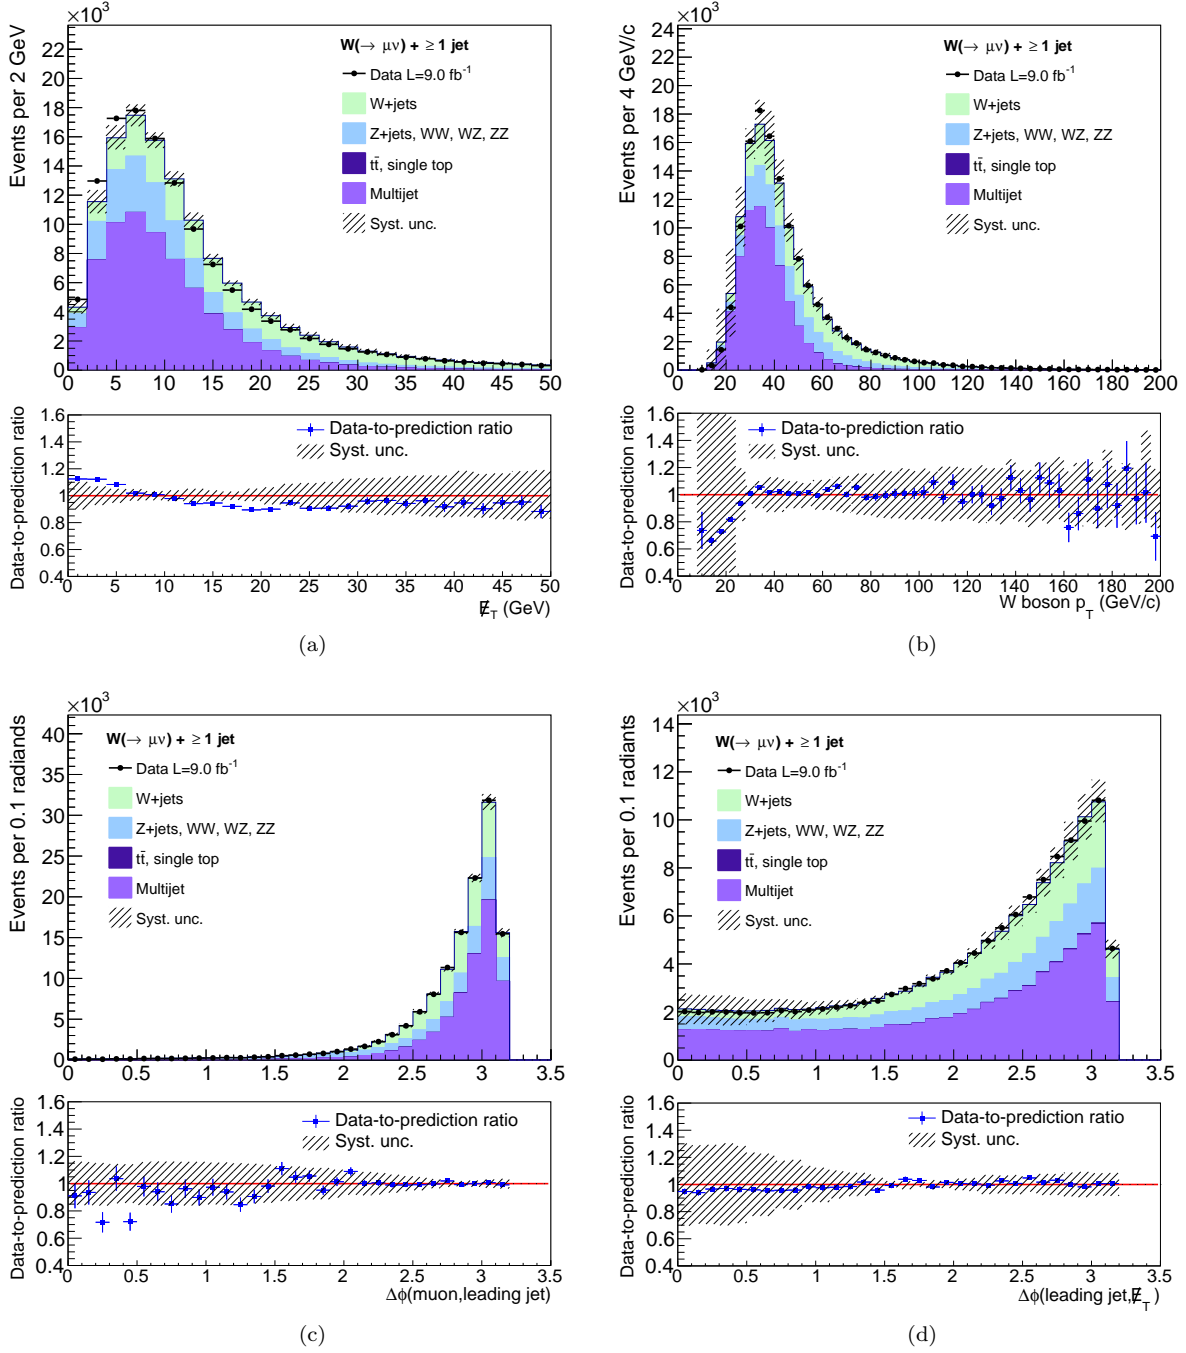 ×10³
Events per 2 GeV
22
20
18
16
14
12
10
8
6
4
2
0
W(→ μν) + ≥ 1 jet
Data L=9.0 fb⁻¹
W+jets
Z+jets, WW, WZ, ZZ
tt̄, single top
Multijet
Syst. unc.
0 5 10 15 20 25 30 35 40 45 50
Data-to-prediction ratio
1.6
1.4
1.2
1
0.8
0.6
0.4
Data-to-prediction ratio
Syst. unc.
0 5 10 15 20 25 30 35 40 45 50
E̸_T (GeV)
(a)
×10³
Events per 4 GeV/c
24
22
20
18
16
14
12
10
8
6
4
2
0
W(→ μν) + ≥ 1 jet
Data L=9.0 fb⁻¹
W+jets
Z+jets, WW, WZ, ZZ
tt̄, single top
Multijet
Syst. unc.
0 20 40 60 80 100 120 140 160 180 200
Data-to-prediction ratio
1.6
1.4
1.2
1
0.8
0.6
0.4
Data-to-prediction ratio
Syst. unc.
0 20 40 60 80 100 120 140 160 180 200
W boson p_T (GeV/c)
(b)
×10³
Events per 0.1 radiands
40
35
30
25
20
15
10
5
0
W(→ μν) + ≥ 1 jet
Data L=9.0 fb⁻¹
W+jets
Z+jets, WW, WZ, ZZ
tt̄, single top
Multijet
Syst. unc.
0 0.5 1 1.5 2 2.5 3 3.5
Data-to-prediction ratio
1.6
1.4
1.2
1
0.8
0.6
0.4
Data-to-prediction ratio
Syst. unc.
0 0.5 1 1.5 2 2.5 3 3.5
Δϕ(muon,leading jet)
(c)
×10³
Events per 0.1 radiants
14
12
10
8
6
4
2
0
W(→ μν) + ≥ 1 jet
Data L=9.0 fb⁻¹
W+jets
Z+jets, WW, WZ, ZZ
tt̄, single top
Multijet
Syst. unc.
0 0.5 1 1.5 2 2.5 3 3.5
Data-to-prediction ratio
1.6
1.4
1.2
1
0.8
0.6
0.4
Data-to-prediction ratio
Syst. unc.
0 0.5 1 1.5 2 2.5 3 3.5
Δϕ(leading jet,E̸_T)
(d)